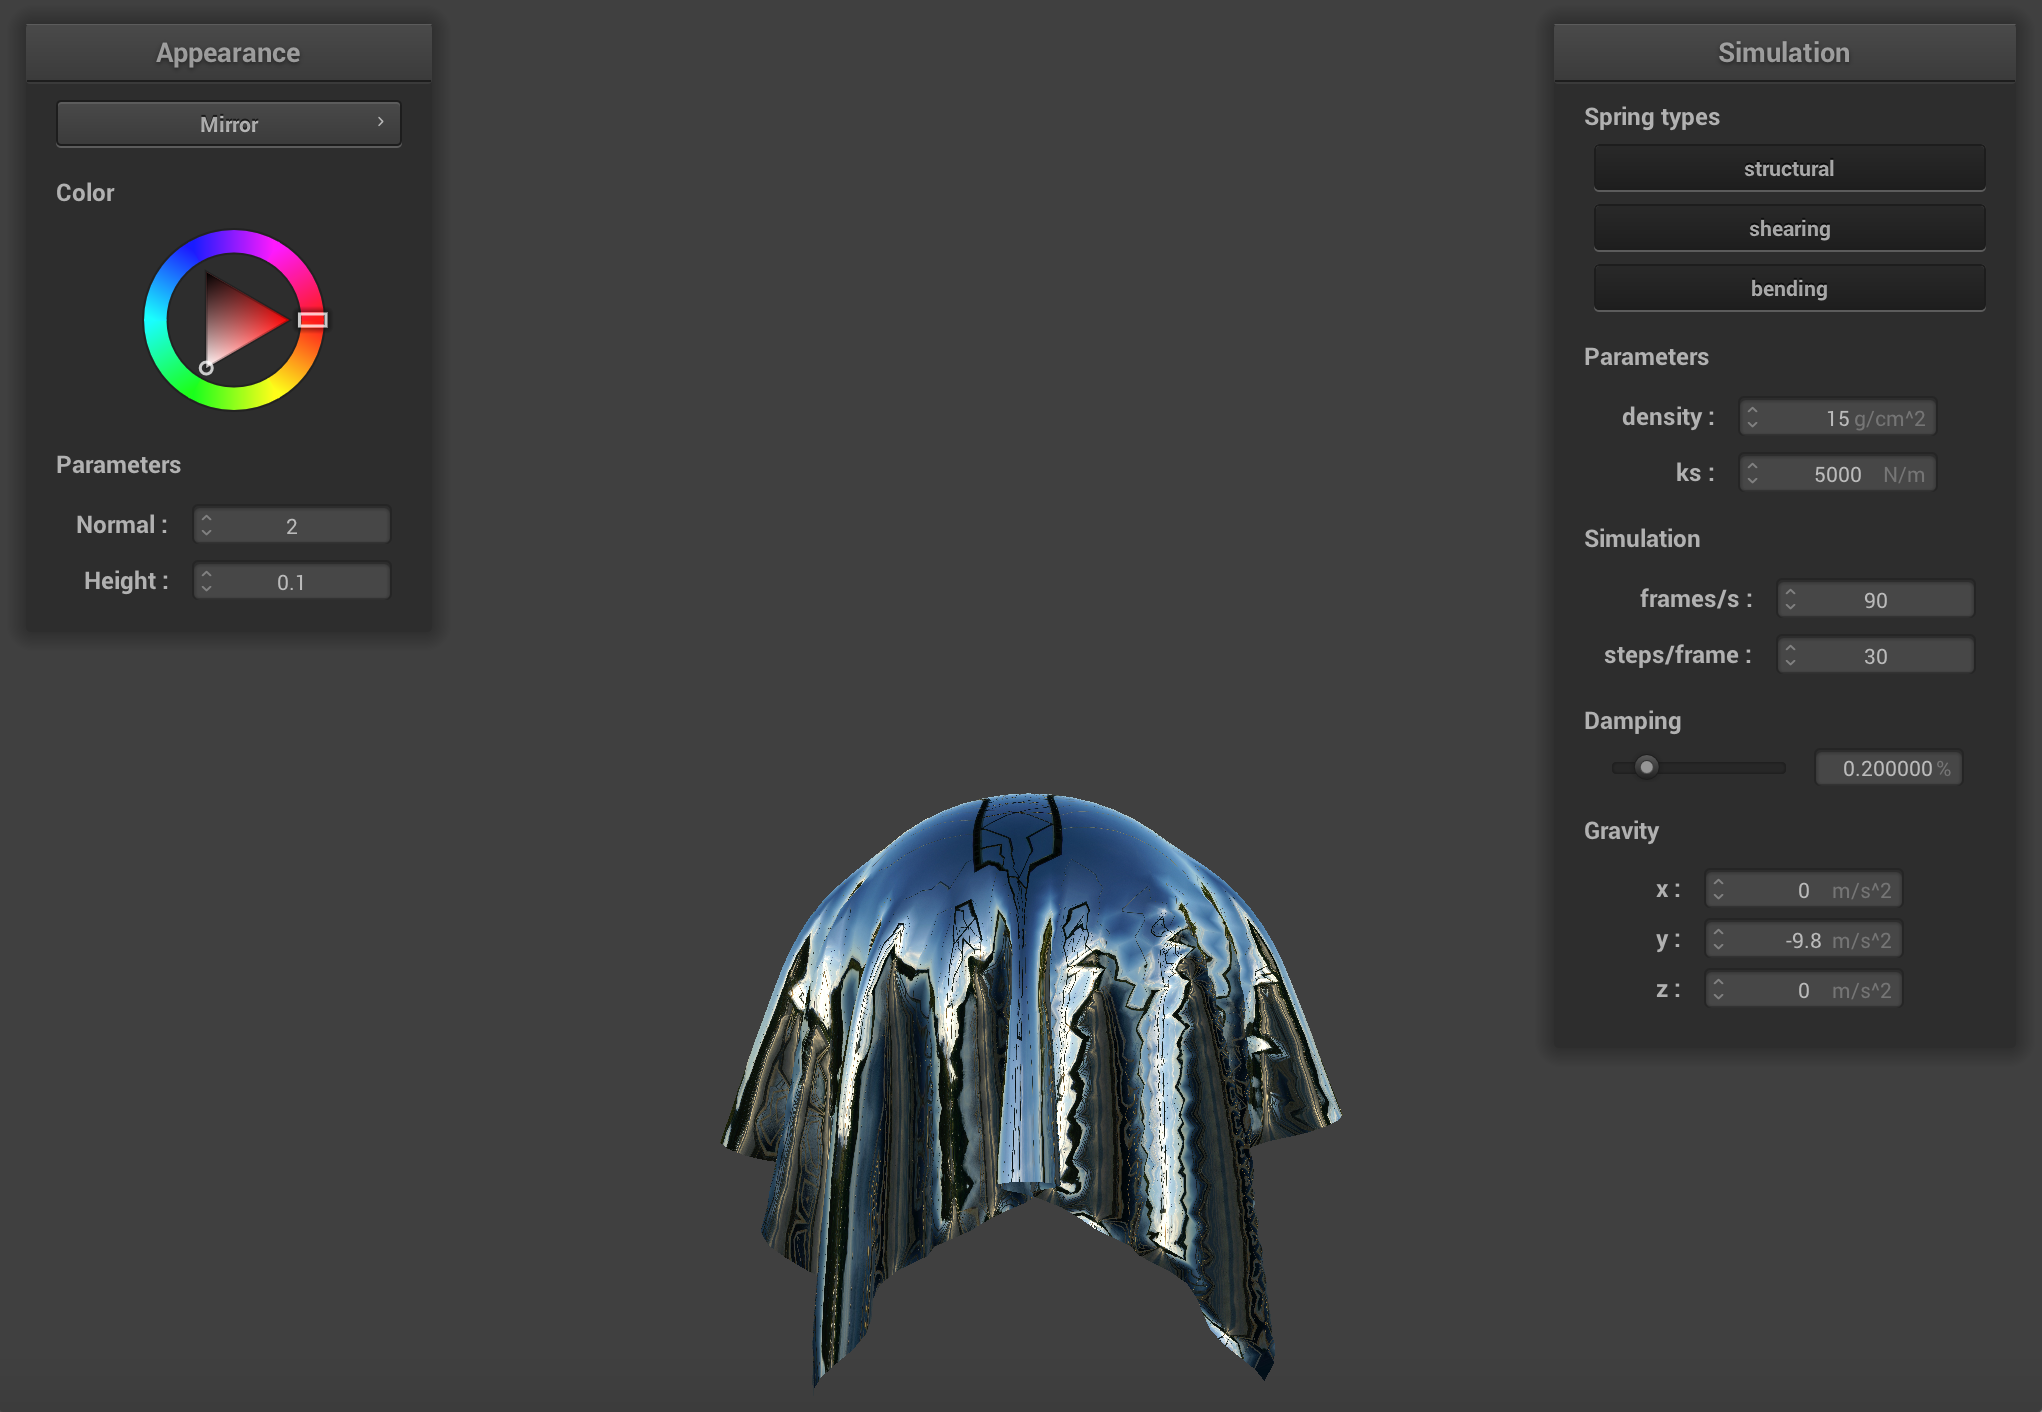 Appearance
Mirror
Color
Parameters
Normal : 2
Height : 0.1
Simulation
Spring types
structural
shearing
bending
Parameters
density : 15 g/cm^2
ks : 5000 N/m
Simulation
frames/s : 90
steps/frame : 30
Damping
0.200000 %
Gravity
x : 0 m/s^2
y : -9.8 m/s^2
z : 0 m/s^2